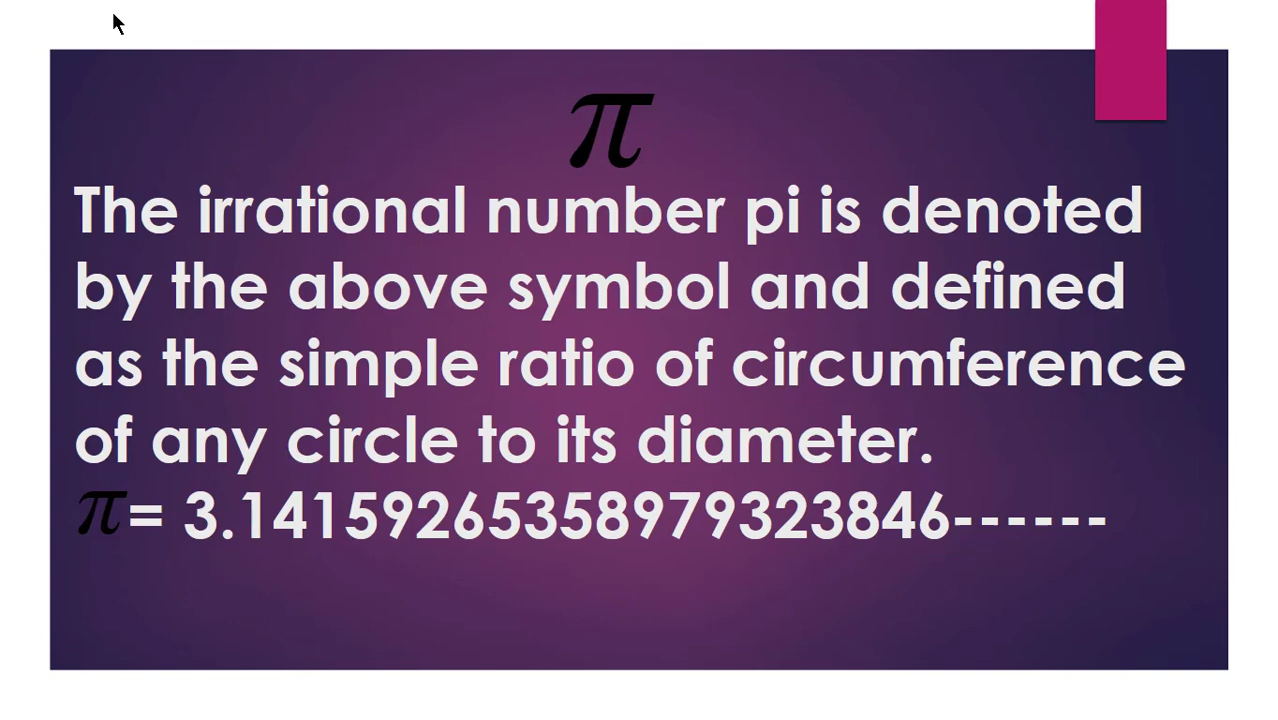 π
The irrational number pi is denoted
by the above symbol and defined
as the simple ratio of circumference
of any circle to its diameter.
π= 3.14159265358979323846------